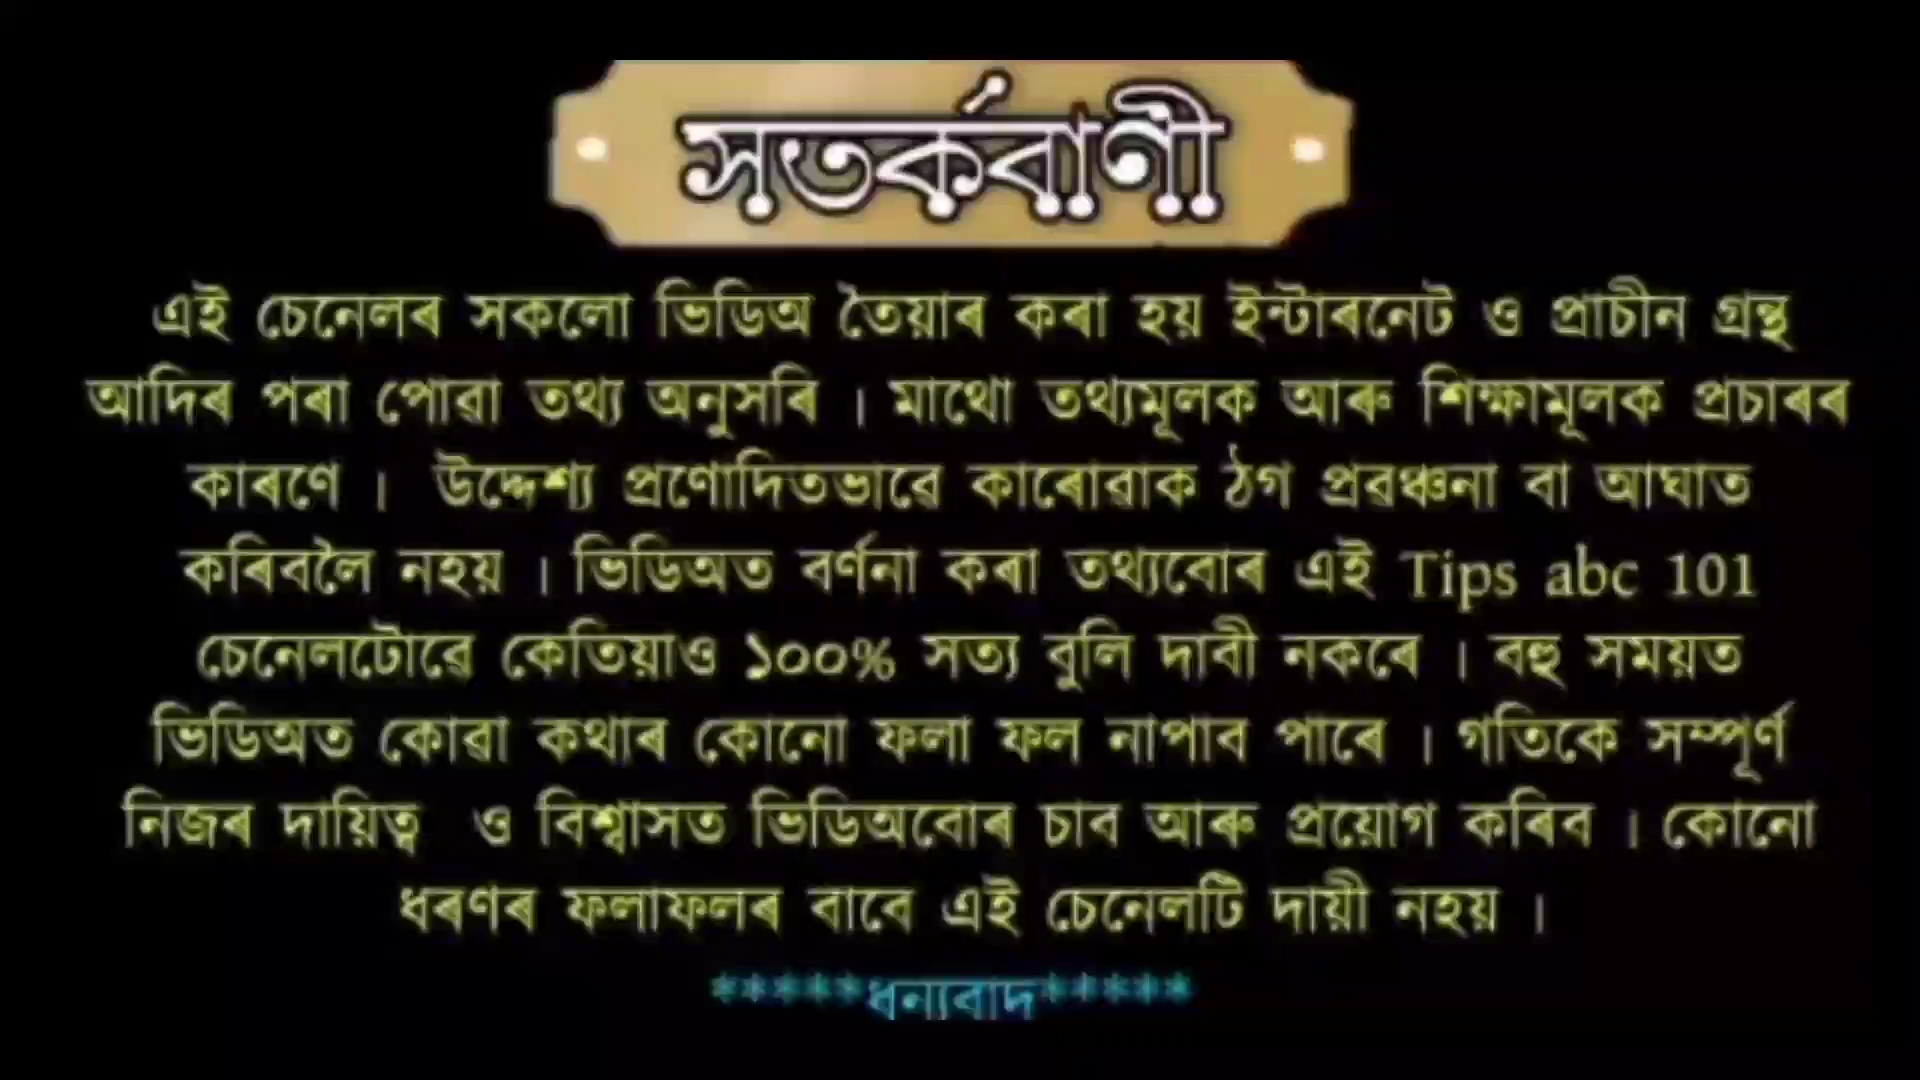 সতৰ্কবাণী
এই চেনেলৰ সকলো ভিডিঅ তৈয়াৰ কৰা হয় ইন্টাৰনেট ও প্ৰাচীন গ্ৰন্থ
আদিৰ পৰা পোৱা তথ্য অনুসৰি । মাথো তথ্যমূলক আৰু শিক্ষামূলক প্ৰচাৰৰ
কাৰণে । উদ্দেশ্য প্ৰণোদিতভাৱে কাৰোৱাক ঠগ প্ৰৱঞ্চনা বা আঘাত
কৰিবলৈ নহয় । ভিডিঅত বৰ্ণনা কৰা তথ্যবোৰ এই Tips abc 101
চেনেলটোৱে কেতিয়াও ১০০% সত্য বুলি দাবী নকৰে । বহু সময়ত
ভিডিঅত কোৱা কথাৰ কোনো ফলা ফল নাপাব পাৰে । গতিকে সম্পূৰ্ণ
নিজৰ দায়িত্ব ও বিশ্বাসত ভিডিঅবোৰ চাব আৰু প্ৰয়োগ কৰিব । কোনো
ধৰণৰ ফলাফলৰ বাবে এই চেনেলটি দায়ী নহয় ।
*****ধন্যবাদ*****